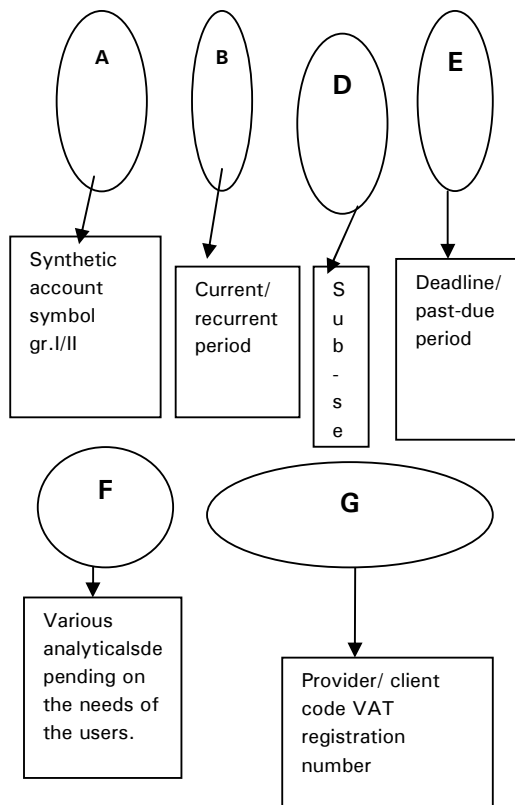 A
B
D
E
Synthetic
account
symbol
gr.I/II
Current/
recurrent
period
S
u
b
-
s
e
Deadline/
past-due
period
F
G
Various
analyticalsde
pending on
the needs of
the users.
Provider/ client
code VAT
registration
number